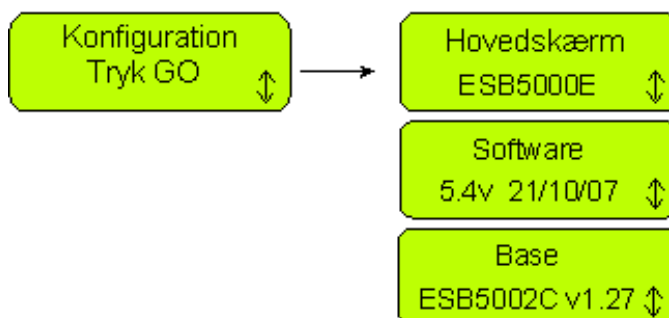 Konfiguration
Tryk GO
Hovedskærm
ESB5000E
Software
5.4v 21/10/07
Base
ESB5002C v1.27